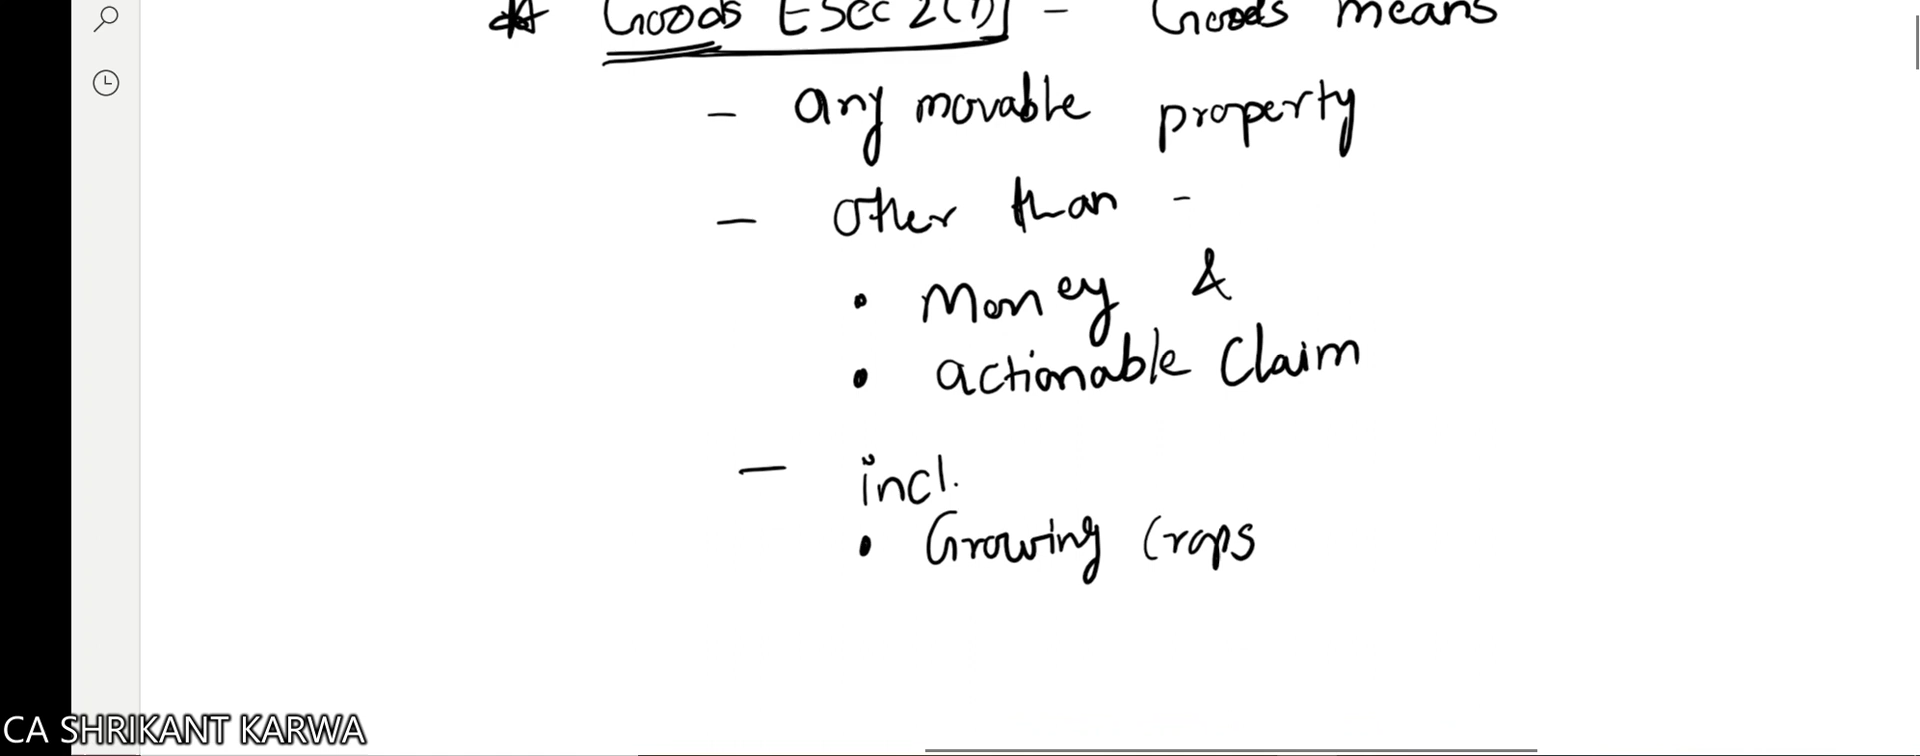 Goods [Sec 2(7)] - Goods means
- any movable property
- other than -
• Money &
• actionable Claim
- incl.
• Growing Crops
CA SHRIKANT KARWA